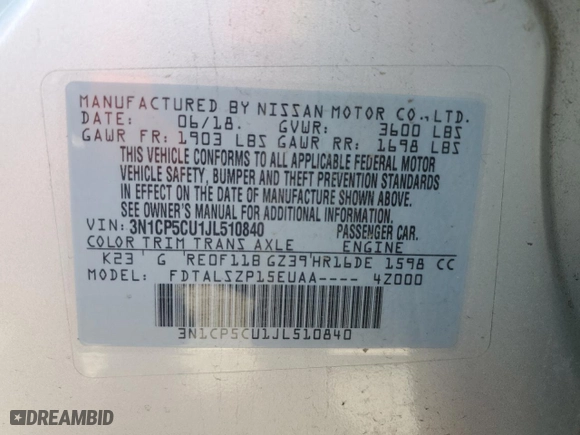 MANUFACTURED BY NISSAN MOTOR CO.,LTD.
DATE: 06/18. GVWR: 3600 LBS
GAWR FR: 1903 LBS GAWR RR: 1698 LBS
THIS VEHICLE CONFORMS TO ALL APPLICABLE FEDERAL MOTOR
VEHICLE SAFETY, BUMPER AND THEFT PREVENTION STANDARDS
IN EFFECT ON THE DATE OF MANUFACTURE SHOWN ABOVE.
SEE OWNER'S MANUAL FOR ADDITIONAL INFORMATION.
VIN: 3N1CP5CU1JL510840 PASSENGER CAR.
COLOR TRIM TRANS AXLE ENGINE
K23 G RE0F11B GZ39 HR16DE 1598 CC
MODEL: FDTALSZP15EUAA---- 4Z000
3N1CP5CU1JL510840
DREAMBID